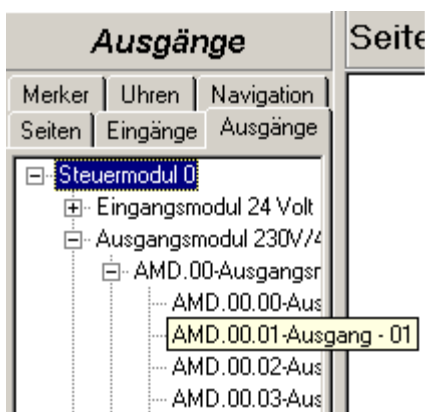 Ausgänge
Seite
Merker Uhren Navigation
Seiten Eingänge Ausgänge
Steuermodul 0
Eingangsmodul 24 Volt
Ausgangsmodul 230V/4
AMD.00-Ausgangsr
AMD.00.00-Aus
AMD.00.01-Ausgang - 01
AMD.00.02-Aus
AMD.00.03-Aus